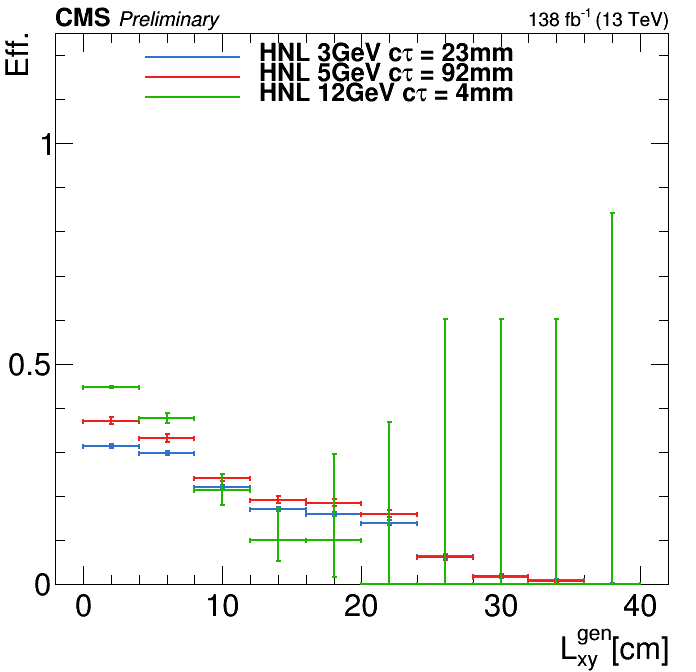 CMS Preliminary 138 fb⁻¹ (13 TeV)
Eff.
HNL 3GeV cτ = 23mm
HNL 5GeV cτ = 92mm
HNL 12GeV cτ = 4mm
1
0.5
0
0 10 20 30 40
L_xy^gen[cm]